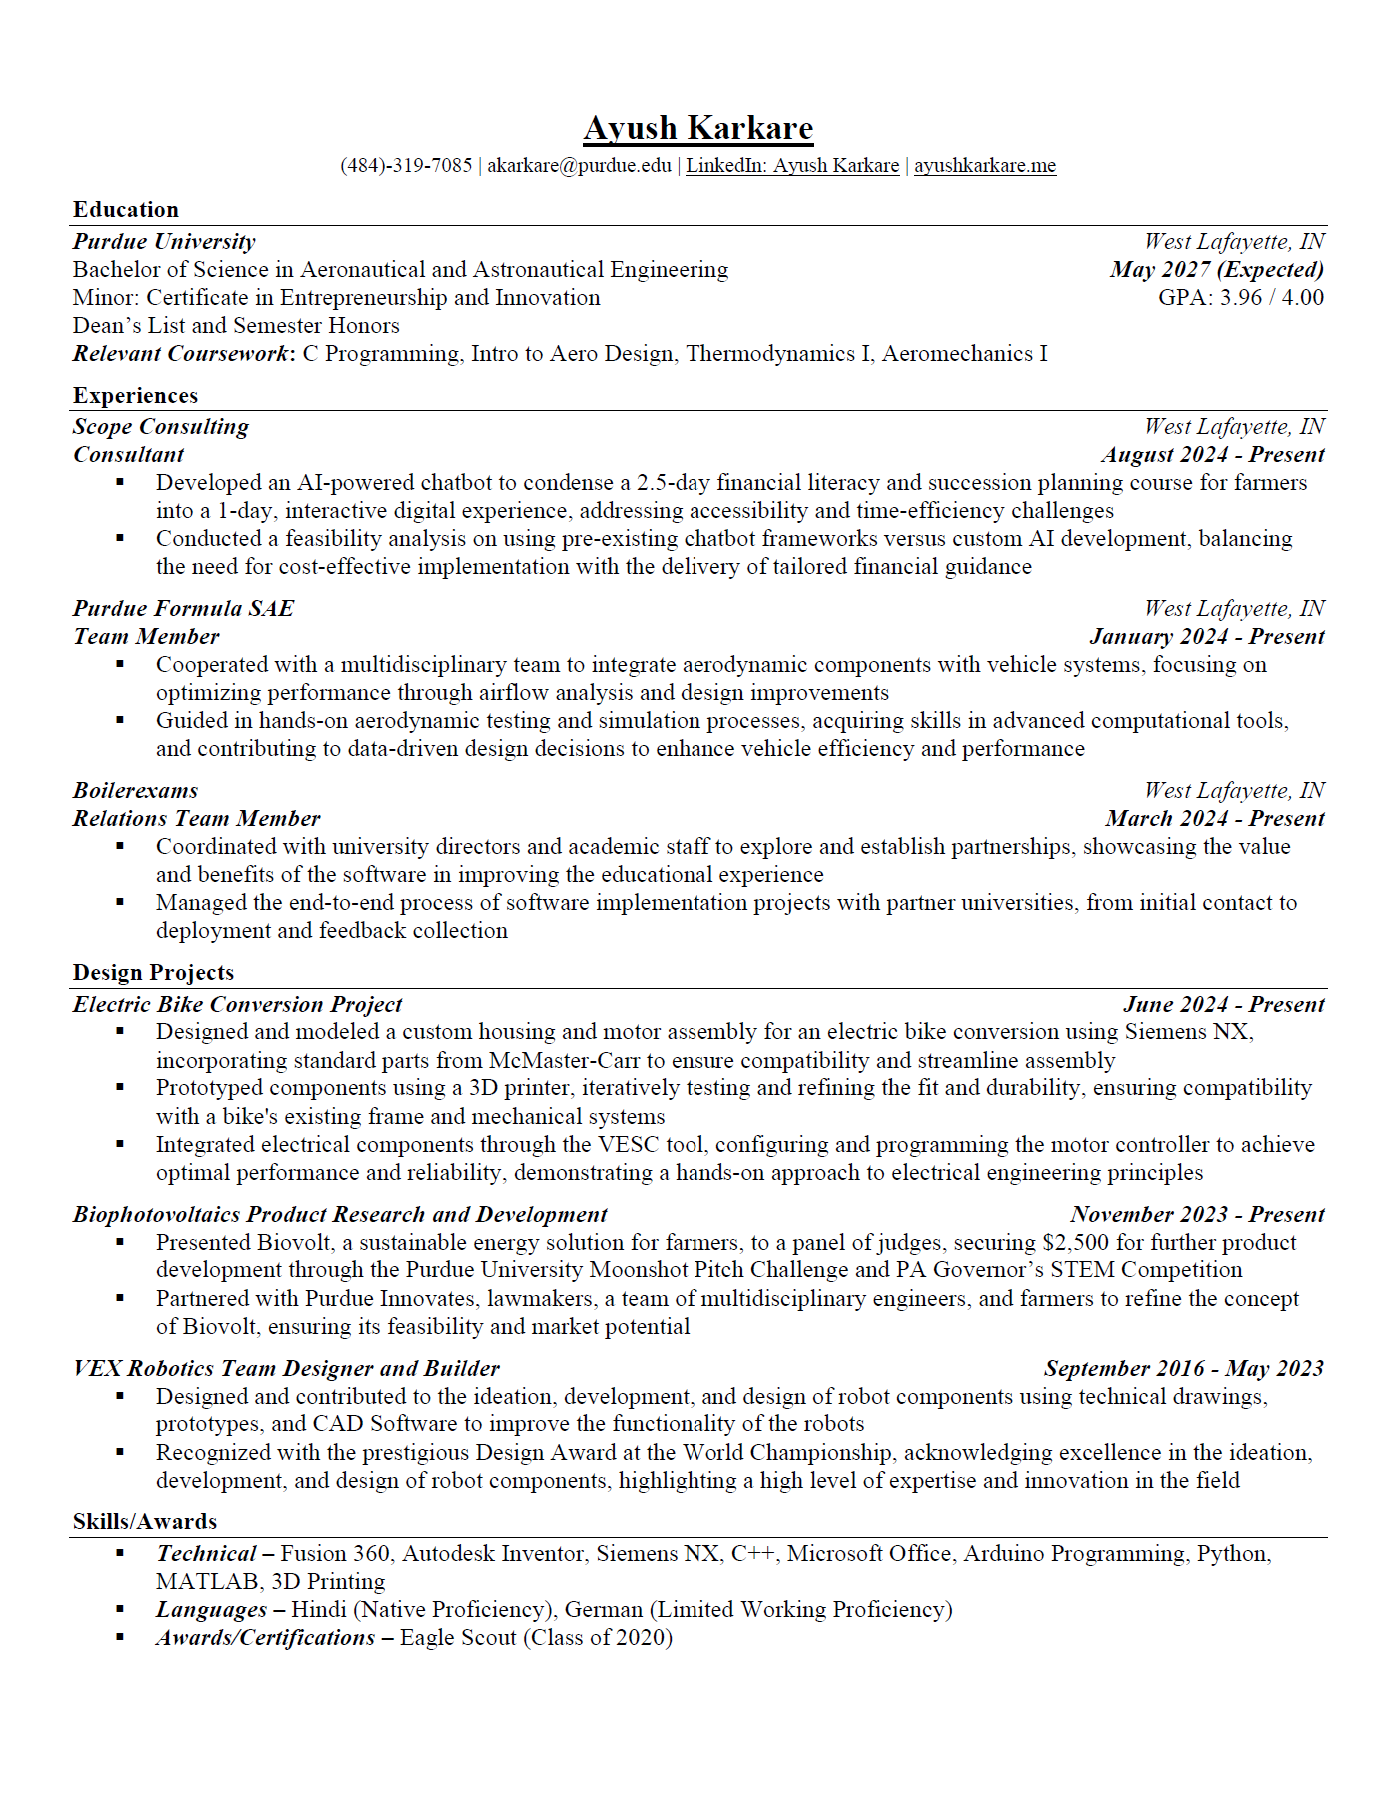 Ayush Karkare
(484)-319-7085 | akarkare@purdue.edu | LinkedIn: Ayush Karkare | ayushkarkare.me
Education
Purdue University West Lafayette, IN
Bachelor of Science in Aeronautical and Astronautical Engineering May 2027 (Expected)
Minor: Certificate in Entrepreneurship and Innovation GPA: 3.96 / 4.00
Dean’s List and Semester Honors
Relevant Coursework: C Programming, Intro to Aero Design, Thermodynamics I, Aeromechanics I
Experiences
Scope Consulting West Lafayette, IN
Consultant August 2024 - Present
▪ Developed an AI-powered chatbot to condense a 2.5-day financial literacy and succession planning course for farmers
into a 1-day, interactive digital experience, addressing accessibility and time-efficiency challenges
▪ Conducted a feasibility analysis on using pre-existing chatbot frameworks versus custom AI development, balancing
the need for cost-effective implementation with the delivery of tailored financial guidance
Purdue Formula SAE West Lafayette, IN
Team Member January 2024 - Present
▪ Cooperated with a multidisciplinary team to integrate aerodynamic components with vehicle systems, focusing on
optimizing performance through airflow analysis and design improvements
▪ Guided in hands-on aerodynamic testing and simulation processes, acquiring skills in advanced computational tools,
and contributing to data-driven design decisions to enhance vehicle efficiency and performance
Boilerexams West Lafayette, IN
Relations Team Member March 2024 - Present
▪ Coordinated with university directors and academic staff to explore and establish partnerships, showcasing the value
and benefits of the software in improving the educational experience
▪ Managed the end-to-end process of software implementation projects with partner universities, from initial contact to
deployment and feedback collection
Design Projects
Electric Bike Conversion Project June 2024 - Present
▪ Designed and modeled a custom housing and motor assembly for an electric bike conversion using Siemens NX,
incorporating standard parts from McMaster-Carr to ensure compatibility and streamline assembly
▪ Prototyped components using a 3D printer, iteratively testing and refining the fit and durability, ensuring compatibility
with a bike's existing frame and mechanical systems
▪ Integrated electrical components through the VESC tool, configuring and programming the motor controller to achieve
optimal performance and reliability, demonstrating a hands-on approach to electrical engineering principles
Biophotovoltaics Product Research and Development November 2023 - Present
▪ Presented Biovolt, a sustainable energy solution for farmers, to a panel of judges, securing $2,500 for further product
development through the Purdue University Moonshot Pitch Challenge and PA Governor’s STEM Competition
▪ Partnered with Purdue Innovates, lawmakers, a team of multidisciplinary engineers, and farmers to refine the concept
of Biovolt, ensuring its feasibility and market potential
VEX Robotics Team Designer and Builder September 2016 - May 2023
▪ Designed and contributed to the ideation, development, and design of robot components using technical drawings,
prototypes, and CAD Software to improve the functionality of the robots
▪ Recognized with the prestigious Design Award at the World Championship, acknowledging excellence in the ideation,
development, and design of robot components, highlighting a high level of expertise and innovation in the field
Skills/Awards
▪ Technical – Fusion 360, Autodesk Inventor, Siemens NX, C++, Microsoft Office, Arduino Programming, Python,
MATLAB, 3D Printing
▪ Languages – Hindi (Native Proficiency), German (Limited Working Proficiency)
▪ Awards/Certifications – Eagle Scout (Class of 2020)